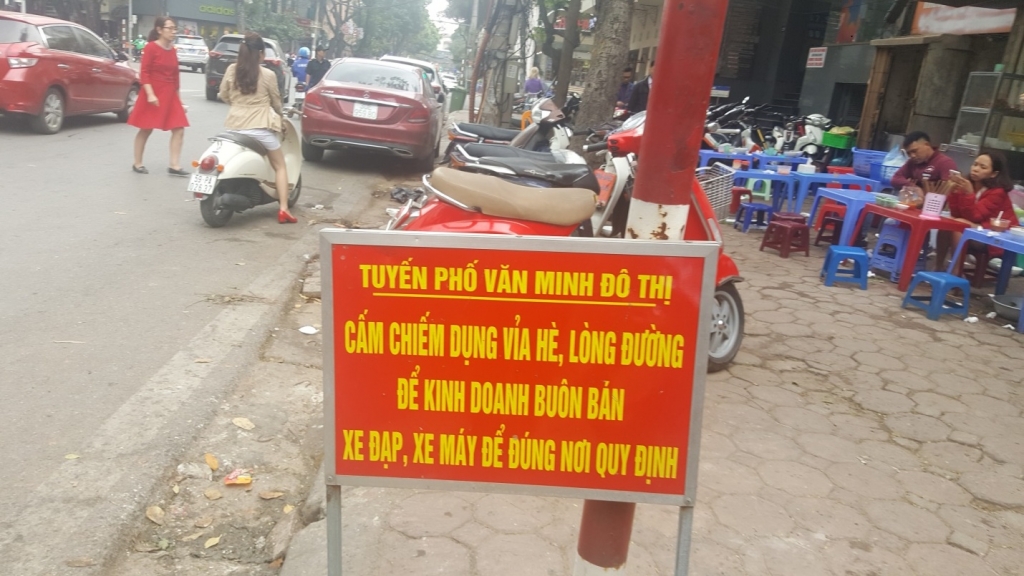 TUYẾN PHỐ VĂN MINH ĐÔ THỊ
CẤM CHIẾM DỤNG VỈA HÈ, LÒNG ĐƯỜNG
ĐỂ KINH DOANH BUÔN BÁN
XE ĐẠP, XE MÁY ĐỂ ĐÚNG NƠI QUY ĐỊNH